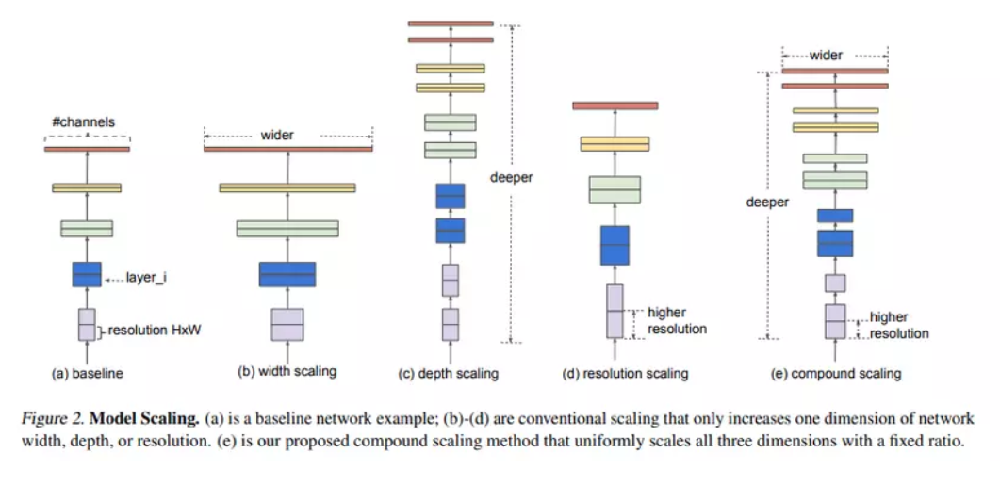 #channels
layer_i
resolution HxW
(a) baseline
wider
(b) width scaling
deeper
(c) depth scaling
higher
resolution
(d) resolution scaling
wider
deeper
higher
resolution
(e) compound scaling
Figure 2. Model Scaling. (a) is a baseline network example; (b)-(d) are conventional scaling that only increases one dimension of network
width, depth, or resolution. (e) is our proposed compound scaling method that uniformly scales all three dimensions with a fixed ratio.